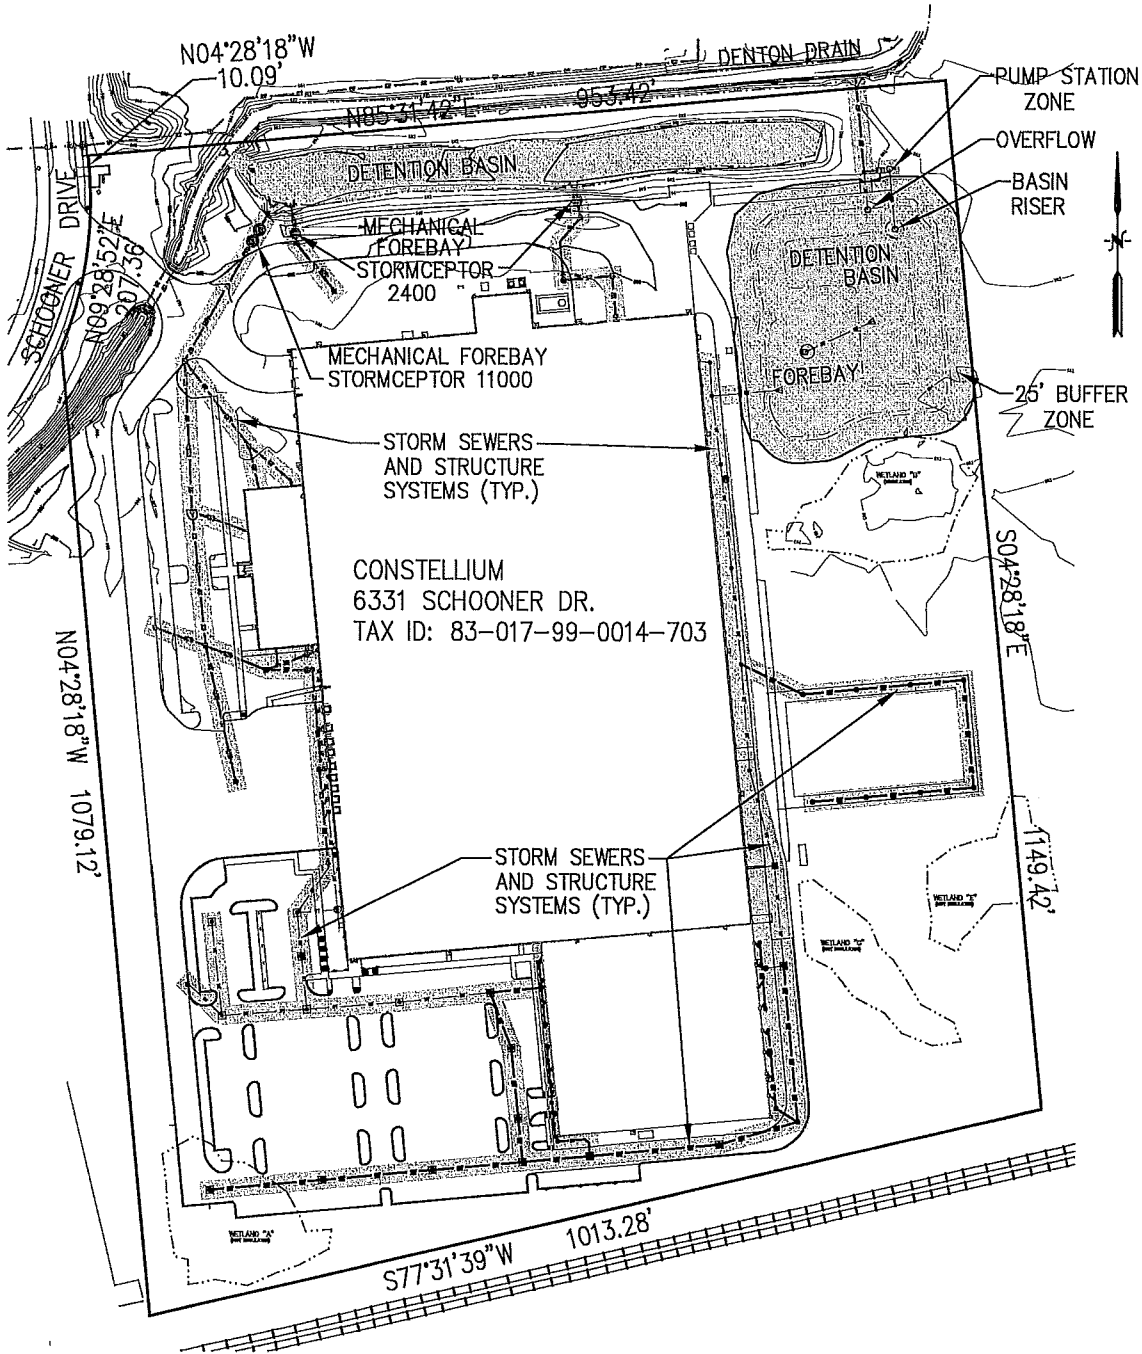 N04°28'18"W
10.09'
DENTON DRAIN
N85°31'42"E
953.42'
PUMP STATION
ZONE
OVERFLOW
BASIN
RISER
DETENTION BASIN
MECHANICAL
FOREBAY
STORMCEPTOR
2400
SCHOONER DRIVE
N09°28'52"E
207.36'
DETENTION
BASIN
N
MECHANICAL FOREBAY
STORMCEPTOR 11000
FOREBAY
25' BUFFER
ZONE
STORM SEWERS
AND STRUCTURE
SYSTEMS (TYP.)
WETLAND "D"
S04°28'18"E
1149.42'
CONSTELLIUM
6331 SCHOONER DR.
TAX ID: 83-017-99-0014-703
N04°28'18"W 1079.12'
STORM SEWERS
AND STRUCTURE
SYSTEMS (TYP.)
WETLAND "E"
WETLAND "C"
WETLAND "A"
S77°31'39"W
1013.28'